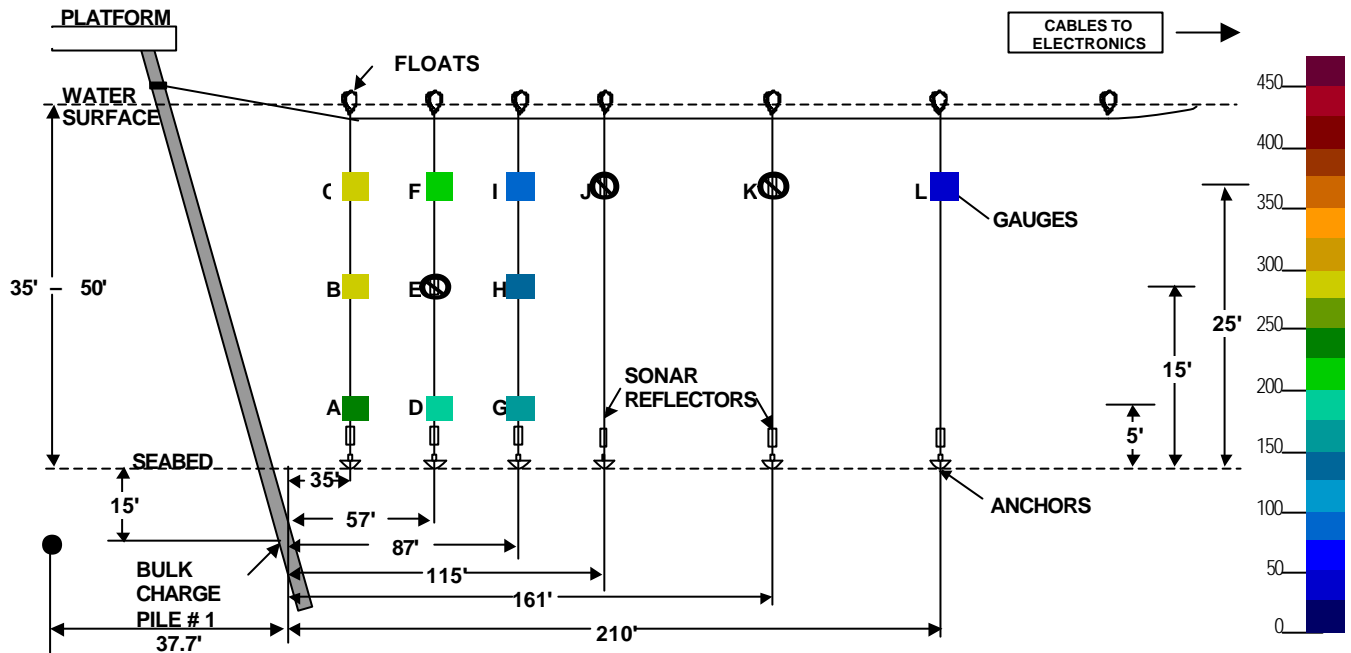 PLATFORM
CABLES TO
ELECTRONICS
FLOATS
WATER
SURFACE
C F I J K L
GAUGES
35' – 50'
B E H
25'
15'
SONAR
REFLECTORS
A D G
5'
SEABED
35'
15'
ANCHORS
57'
87'
BULK
CHARGE
PILE # 1
37.7'
115'
161'
210'
450
400
350
300
250
200
150
100
50
0